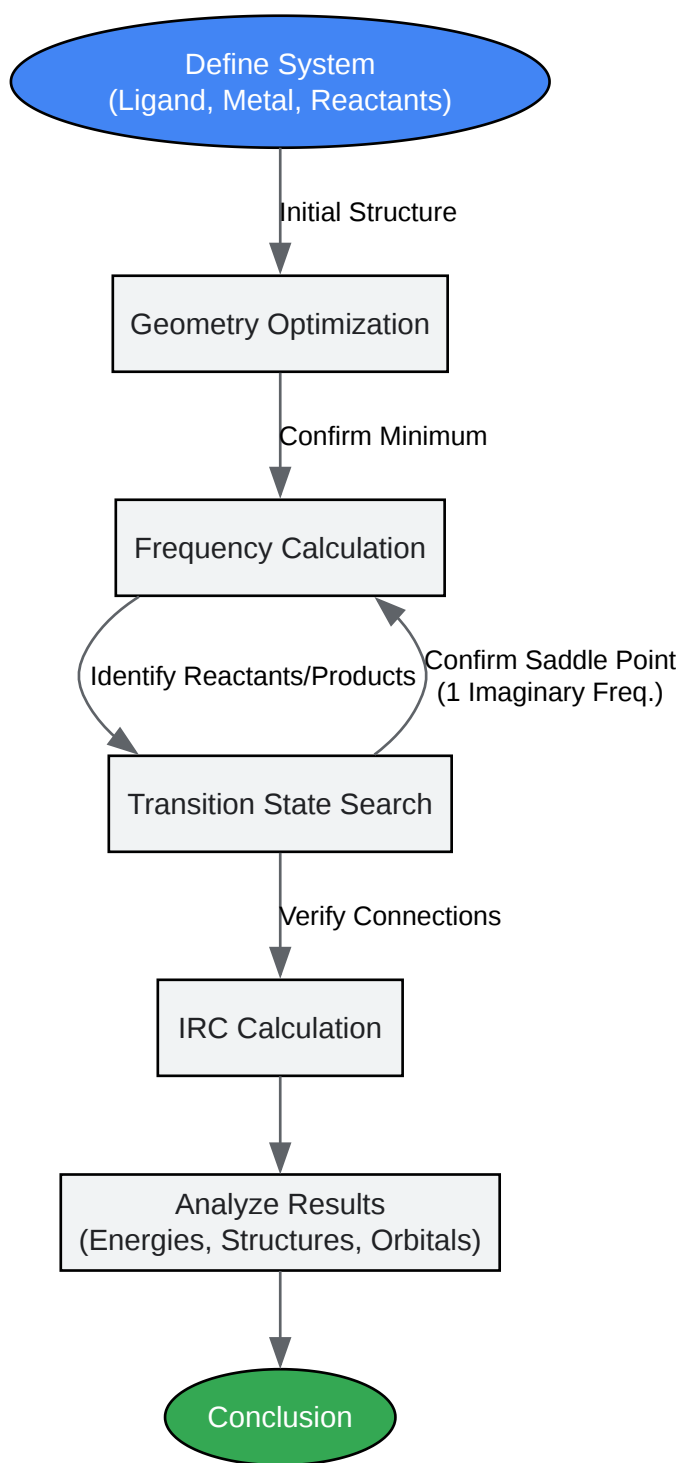 Define System
(Ligand, Metal, Reactants)
Initial Structure
Geometry Optimization
Confirm Minimum
Frequency Calculation
Identify Reactants/Products
Confirm Saddle Point
(1 Imaginary Freq.)
Transition State Search
Verify Connections
IRC Calculation
Analyze Results
(Energies, Structures, Orbitals)
Conclusion